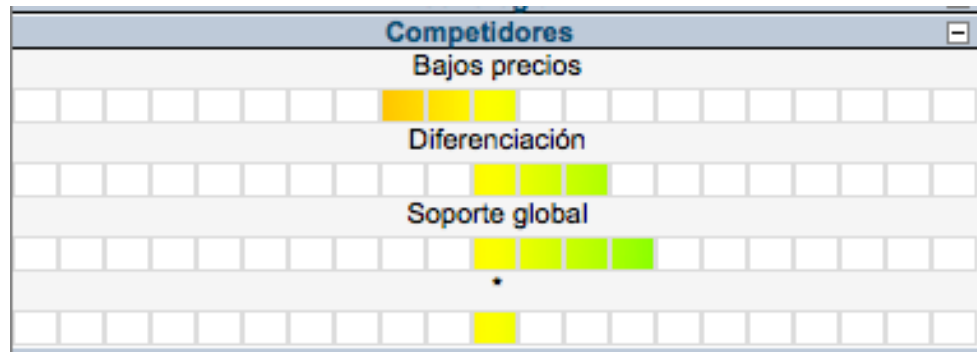 Competidores
Bajos precios
Diferenciación
Soporte global
*